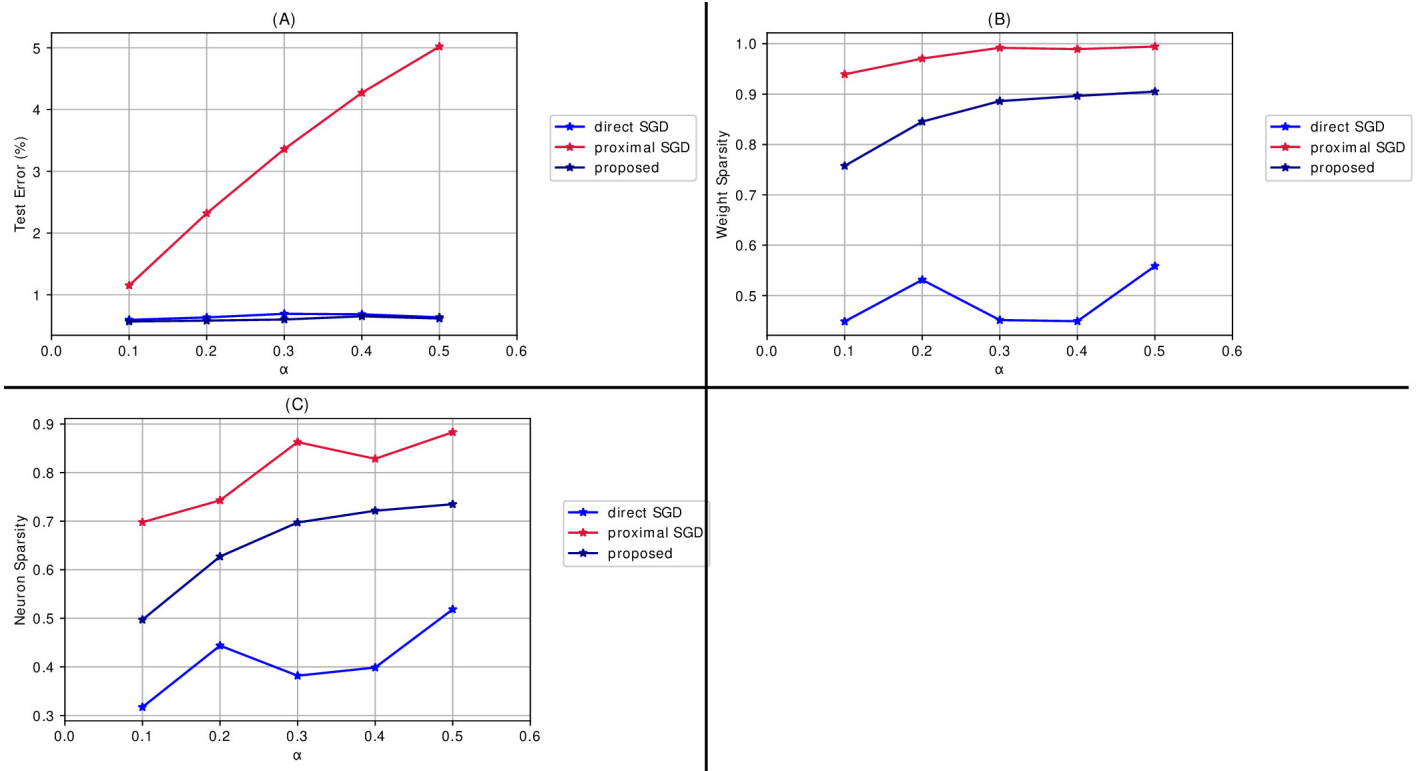 (A)
5
4
3
2
1
Test Error (%)
0.0 0.1 0.2 0.3 0.4 0.5 0.6
α
direct SGD
proximal SGD
proposed
(B)
1.0
0.9
0.8
0.7
0.6
0.5
Weight Sparsity
0.0 0.1 0.2 0.3 0.4 0.5 0.6
α
direct SGD
proximal SGD
proposed
(C)
0.9
0.8
0.7
0.6
0.5
0.4
0.3
Neuron Sparsity
0.0 0.1 0.2 0.3 0.4 0.5 0.6
α
direct SGD
proximal SGD
proposed